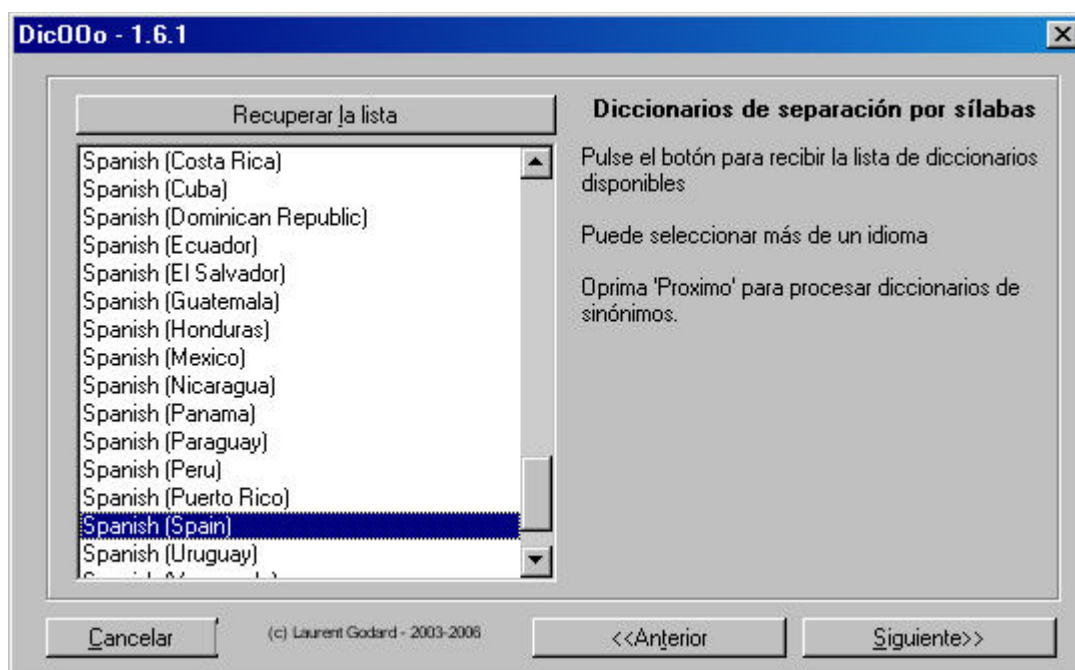 DicOOo - 1.6.1
Recuperar la lista
Spanish (Costa Rica)
Spanish (Cuba)
Spanish (Dominican Republic)
Spanish (Ecuador)
Spanish (El Salvador)
Spanish (Guatemala)
Spanish (Honduras)
Spanish (Mexico)
Spanish (Nicaragua)
Spanish (Panama)
Spanish (Paraguay)
Spanish (Peru)
Spanish (Puerto Rico)
Spanish (Spain)
Spanish (Uruguay)
Diccionarios de separación por sílabas
Pulse el botón para recibir la lista de diccionarios
disponibles
Puede seleccionar más de un idioma
Oprima 'Proximo' para procesar diccionarios de
sinónimos.
Cancelar
(c) Laurent Godard - 2003-2006
<<Anterior
Siguiente>>